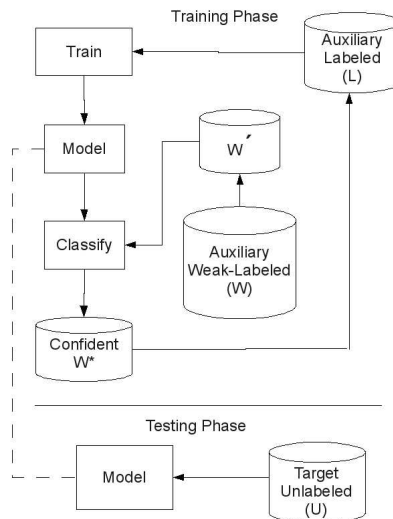 Training Phase
Train
Auxiliary
Labeled
(L)
Model
W´
Classify
Auxiliary
Weak-Labeled
(W)
Confident
W*
Testing Phase
Model
Target
Unlabeled
(U)